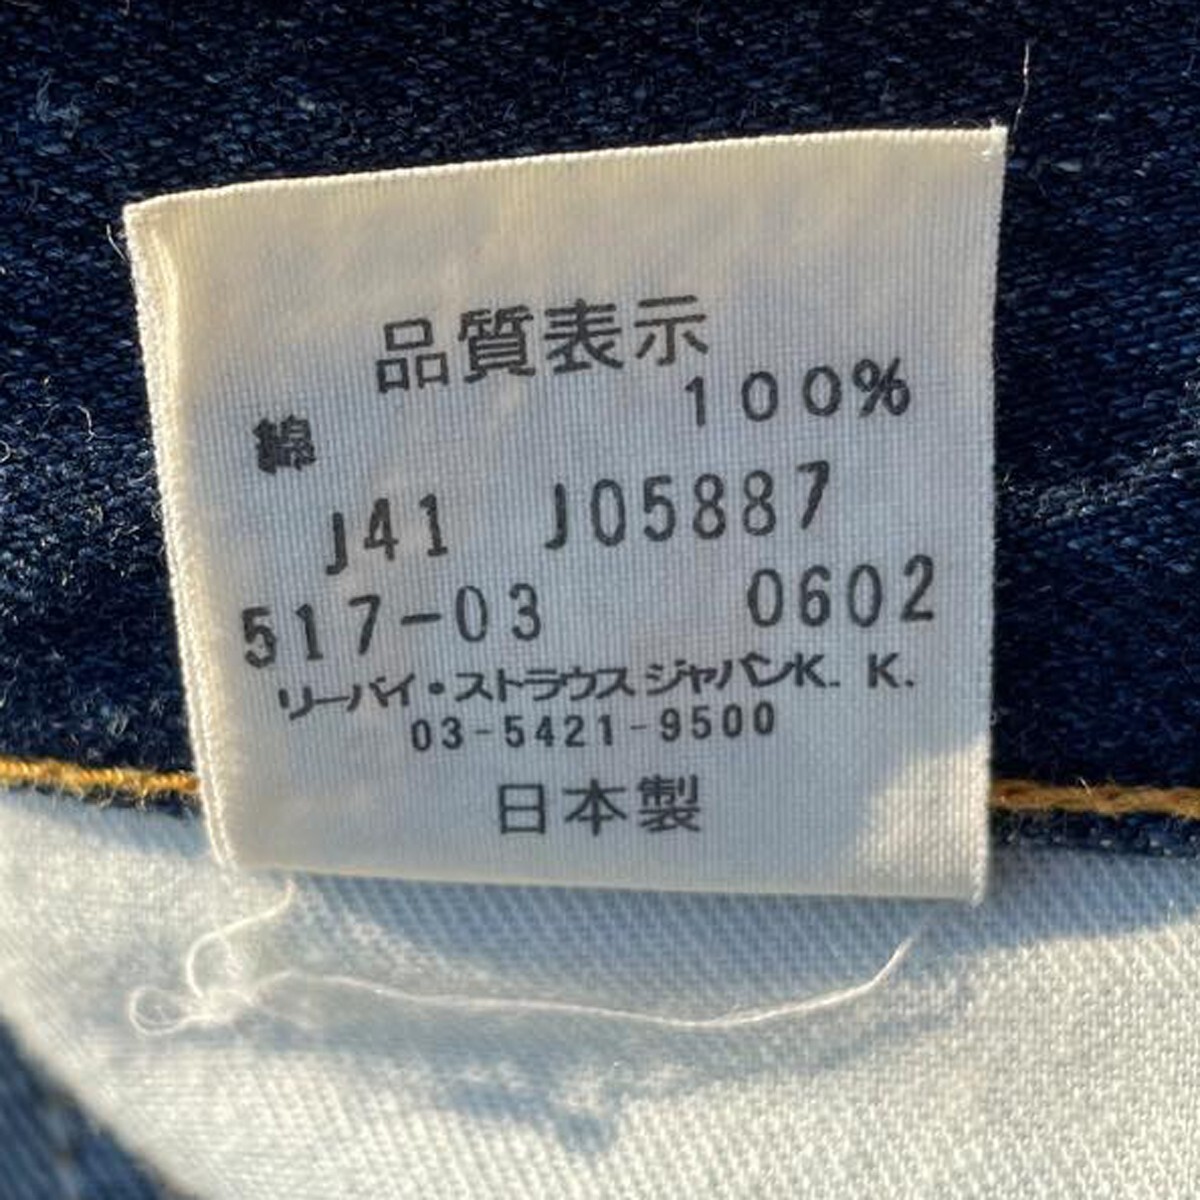 品質表示
綿 100%
J41 J05887
517-03 0602
リーバイ・ストラウス ジャパンK. K.
03-5421-9500
日本製